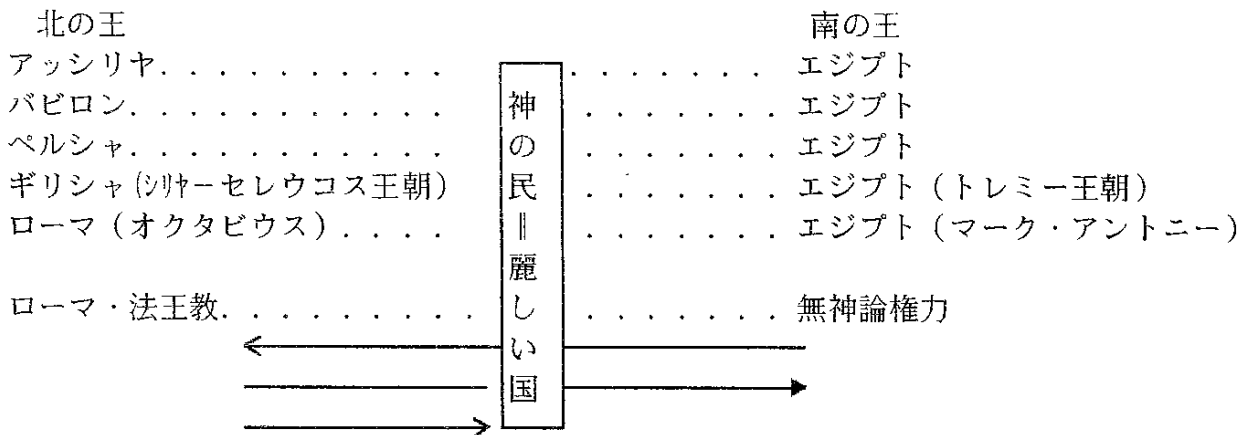 北の王 南の王
アッシリヤ. . . . . . . . . . . . . . . . . エジプト
バビロン. . . . . . . . . . . . . . . . . . エジプト
ペルシャ. . . . . . . . . . . . . . . . . . エジプト
ギリシャ(シリヤーセレウコス王朝) . . . . . . . エジプト(トレミー王朝)
ローマ(オクタビウス) . . . . . . . . . . . エジプト(マーク・アントニー)
ローマ・法王教. . . . . . . . . . . . . . . . 無神論権力
神の民=麗しい国